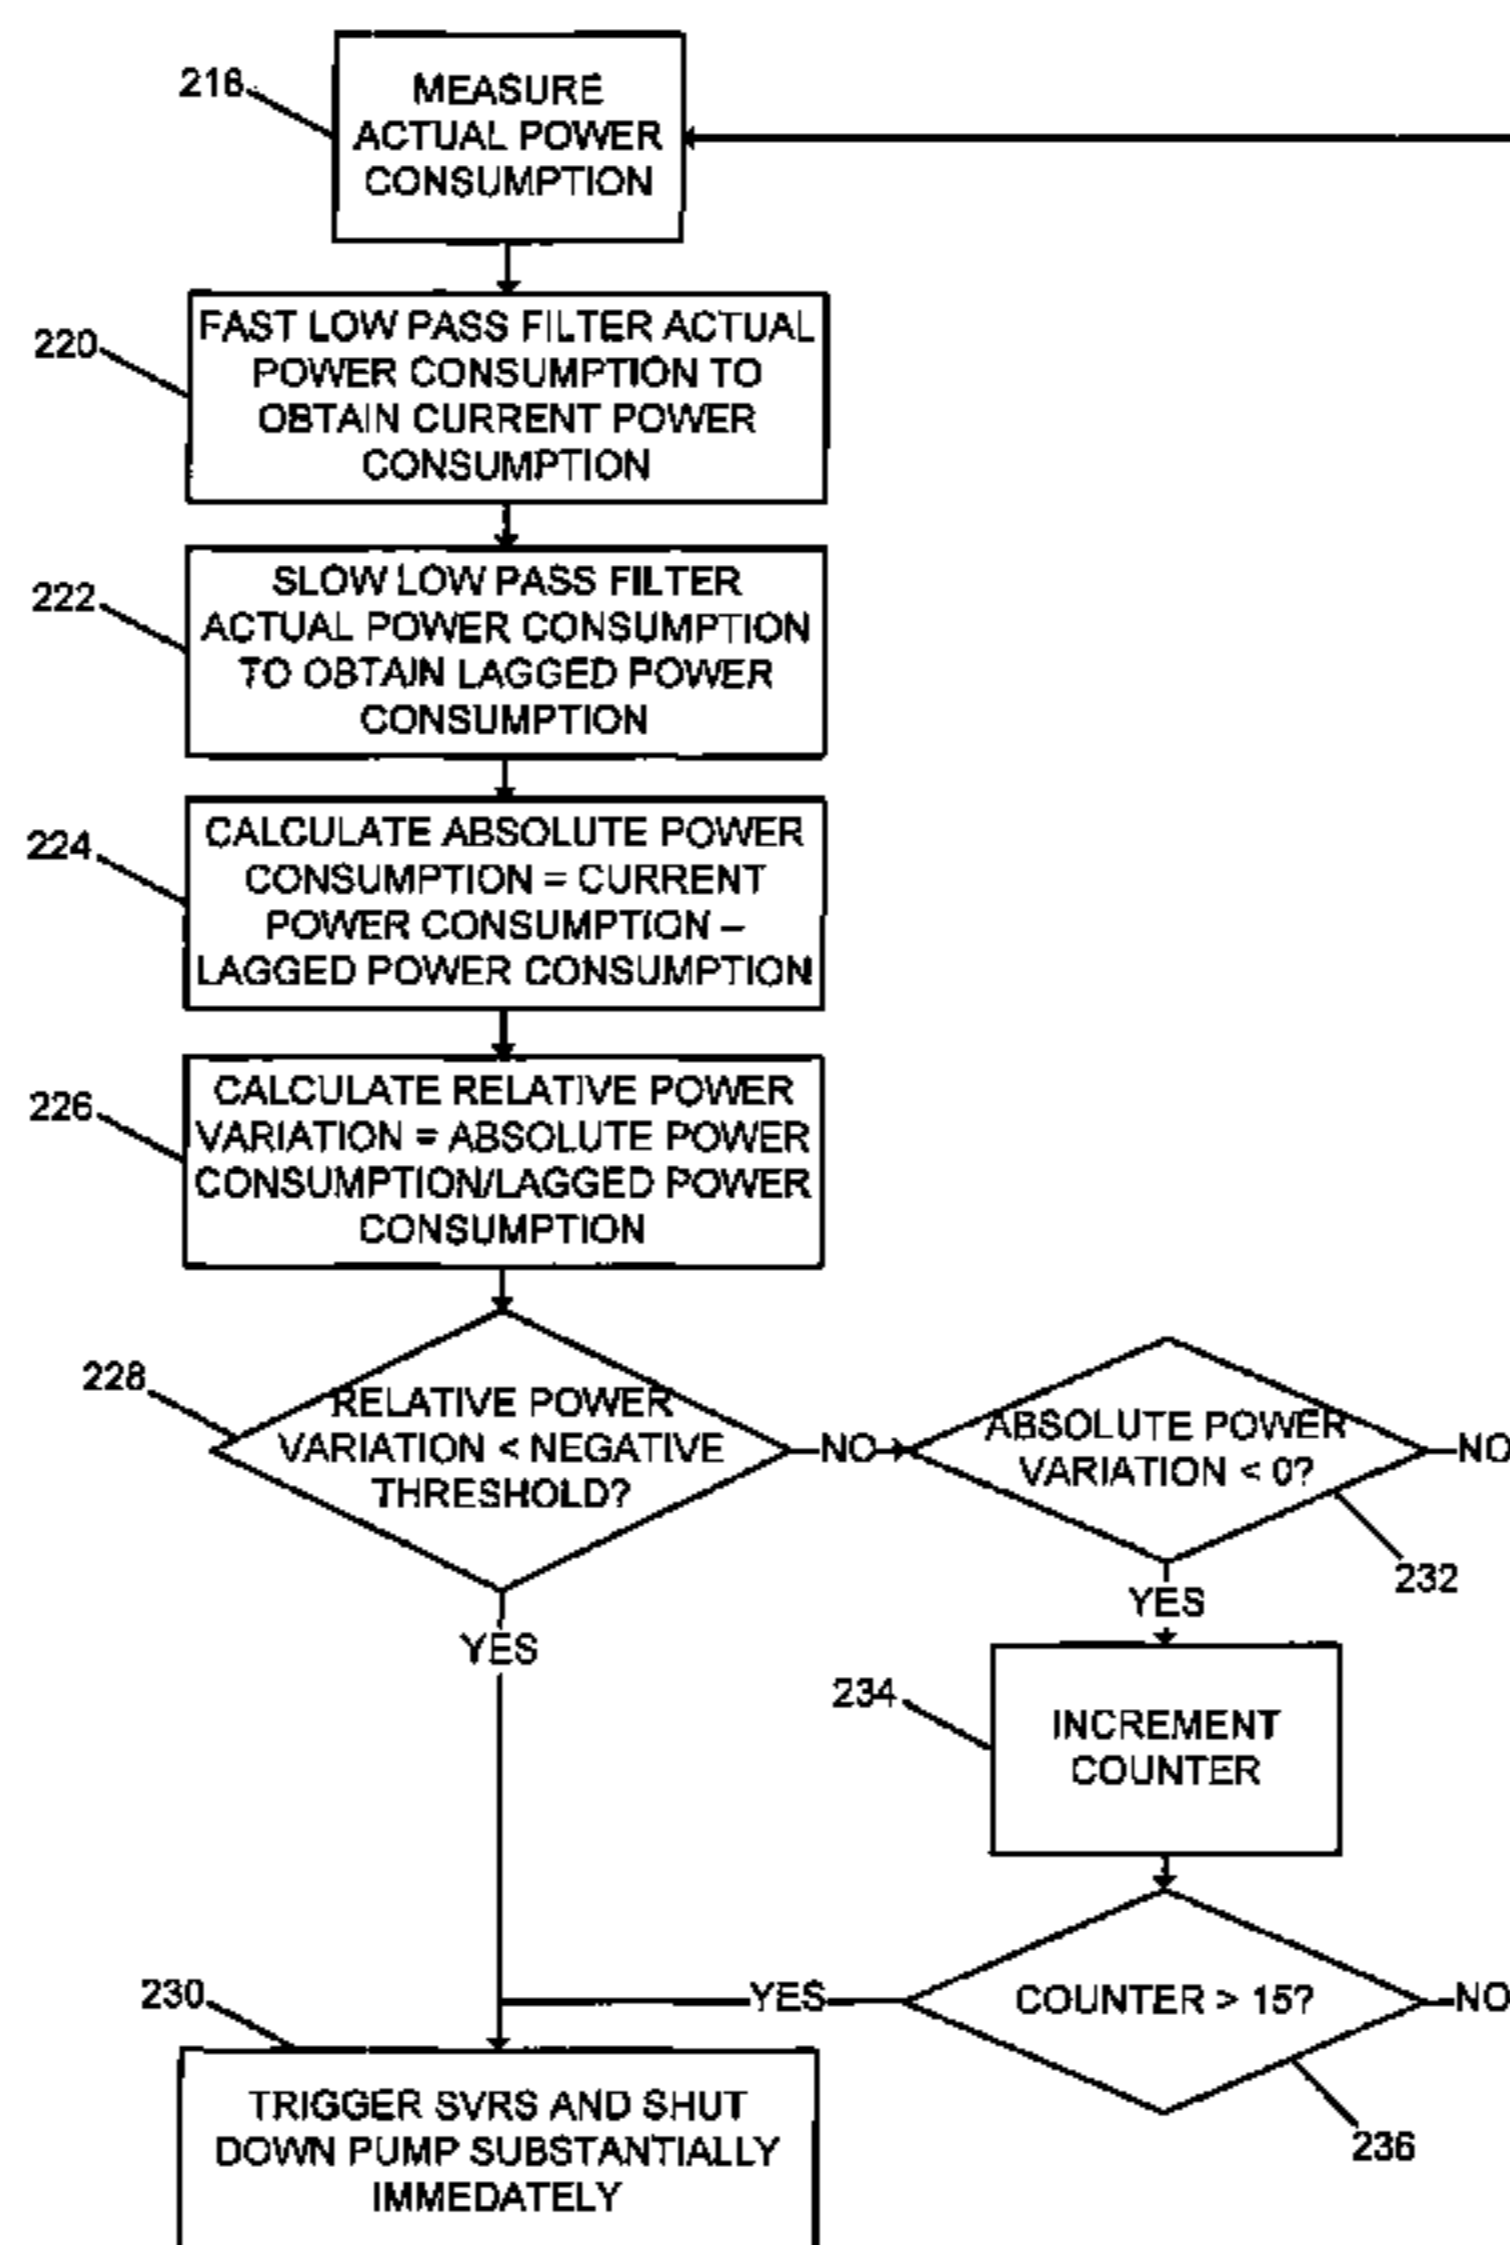 218
MEASURE
ACTUAL POWER
CONSUMPTION
220
FAST LOW PASS FILTER ACTUAL
POWER CONSUMPTION TO
OBTAIN CURRENT POWER
CONSUMPTION
222
SLOW LOW PASS FILTER
ACTUAL POWER CONSUMPTION
TO OBTAIN LAGGED POWER
CONSUMPTION
224
CALCULATE ABSOLUTE POWER
CONSUMPTION = CURRENT
POWER CONSUMPTION –
LAGGED POWER CONSUMPTION
226
CALCULATE RELATIVE POWER
VARIATION = ABSOLUTE POWER
CONSUMPTION/LAGGED POWER
CONSUMPTION
228
RELATIVE POWER
VARIATION < NEGATIVE
THRESHOLD?
NO
ABSOLUTE POWER
VARIATION < 0?
NO
232
YES
YES
234
INCREMENT
COUNTER
COUNTER > 15?
YES
NO
236
230
TRIGGER SVRS AND SHUT
DOWN PUMP SUBSTANTIALLY
IMMEDATELY